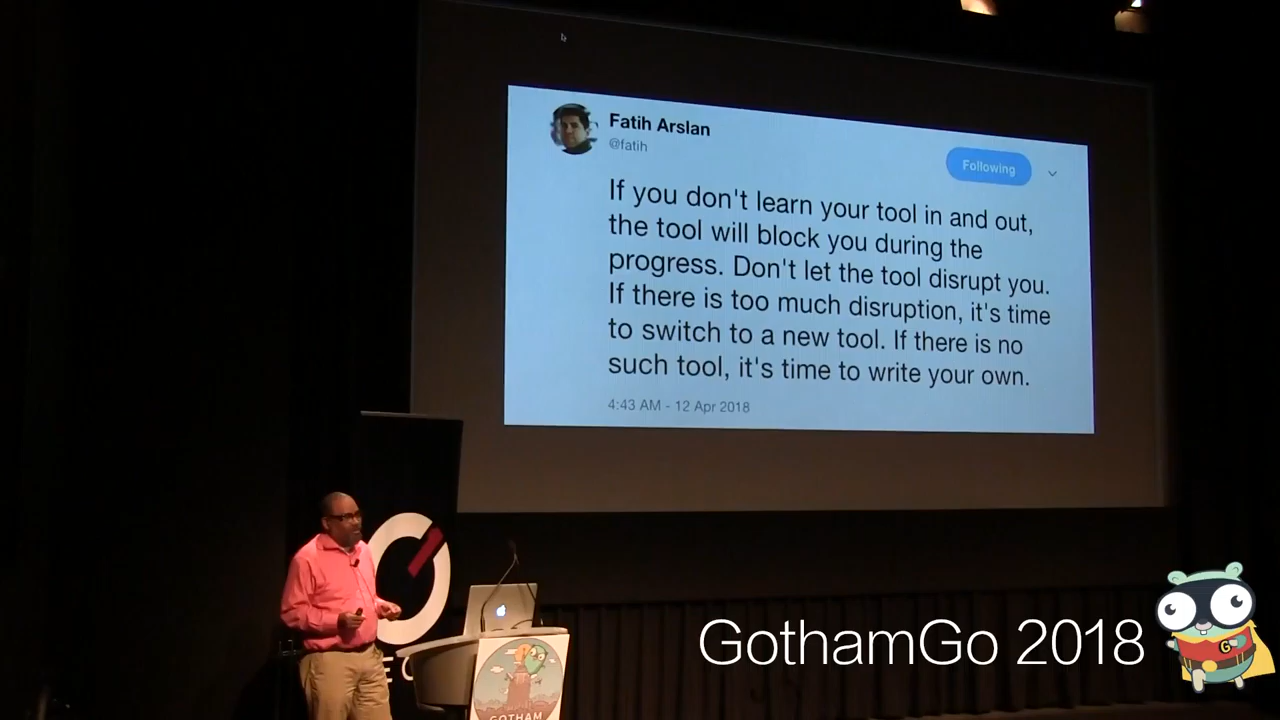 Fatih Arslan
@fatih
Following
If you don't learn your tool in and out,
the tool will block you during the
progress. Don't let the tool disrupt you.
If there is too much disruption, it's time
to switch to a new tool. If there is no
such tool, it's time to write your own.
4:43 AM - 12 Apr 2018
GOTHAM
GothamGo 2018
G